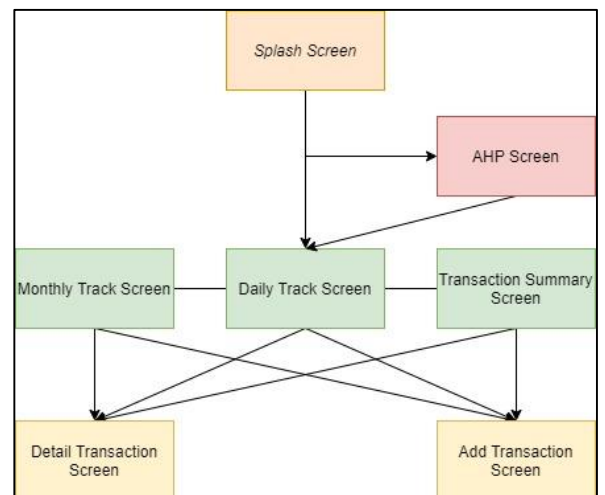 Splash Screen
AHP Screen
Monthly Track Screen
Daily Track Screen
Transaction Summary
Screen
Detail Transaction
Screen
Add Transaction
Screen